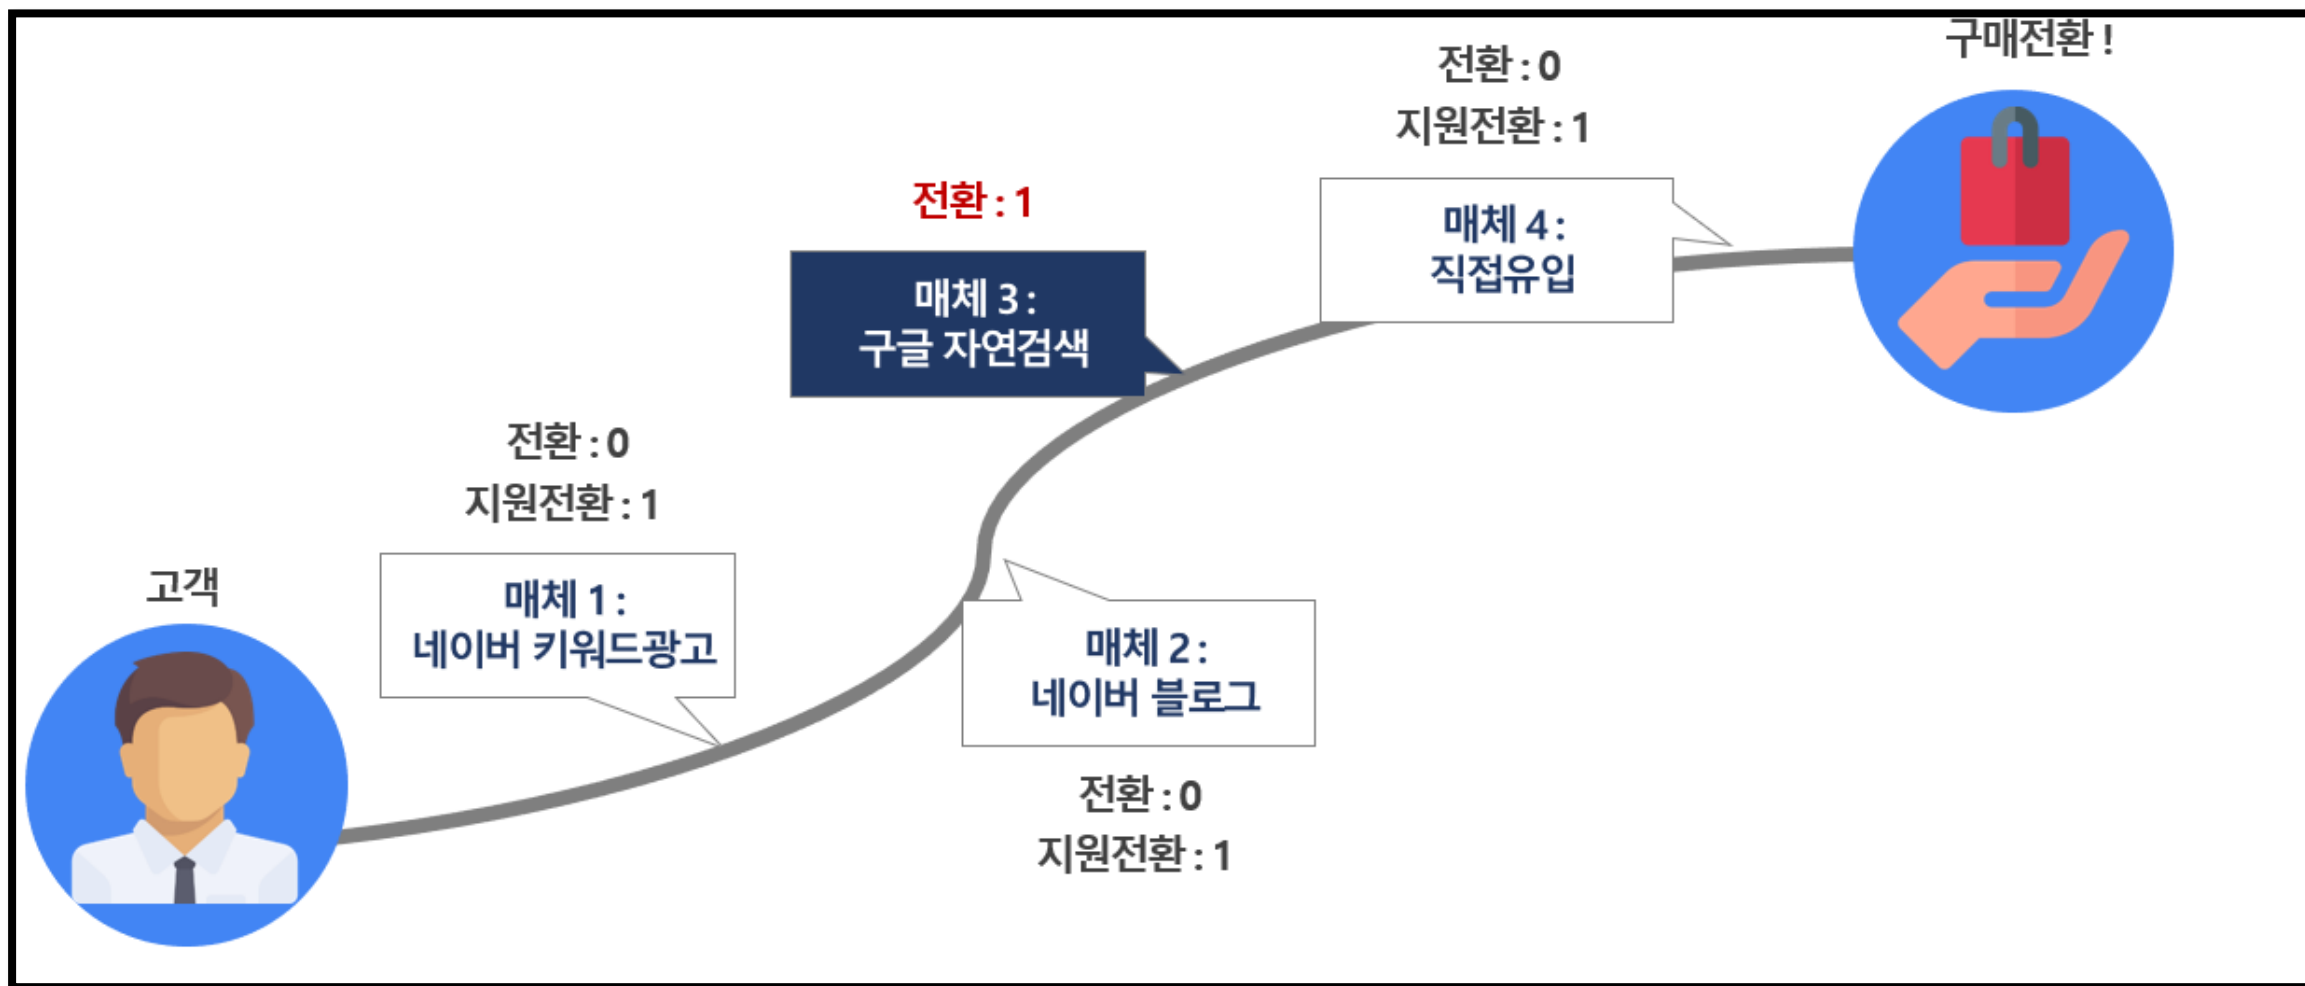 구매전환 !
전환 : 0
지원전환 : 1
매체 4 :
직접유입
전환 : 1
매체 3 :
구글 자연검색
전환 : 0
지원전환 : 1
매체 1 :
네이버 키워드광고
고객
매체 2 :
네이버 블로그
전환 : 0
지원전환 : 1